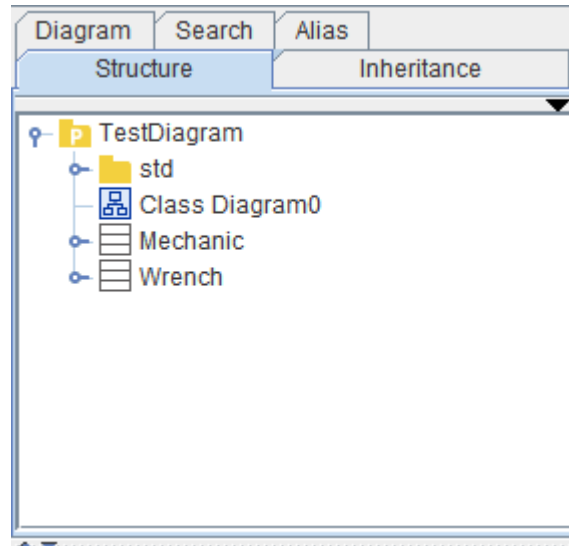 Diagram Search Alias
Structure Inheritance
P TestDiagram
std
Class Diagram0
Mechanic
Wrench